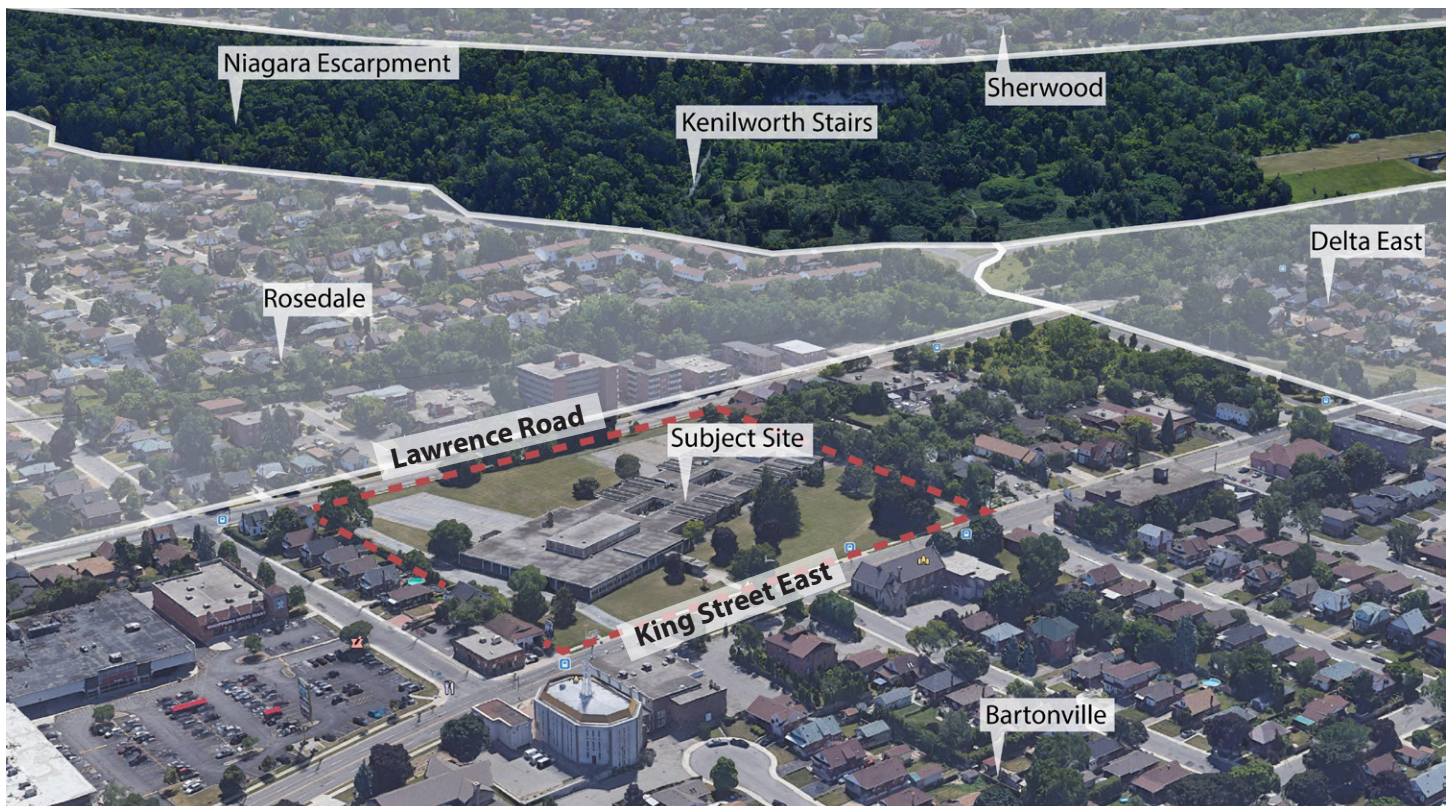 Niagara Escarpment
Sherwood
Kenilworth Stairs
Delta East
Rosedale
Lawrence Road
Subject Site
King Street East
Bartonville